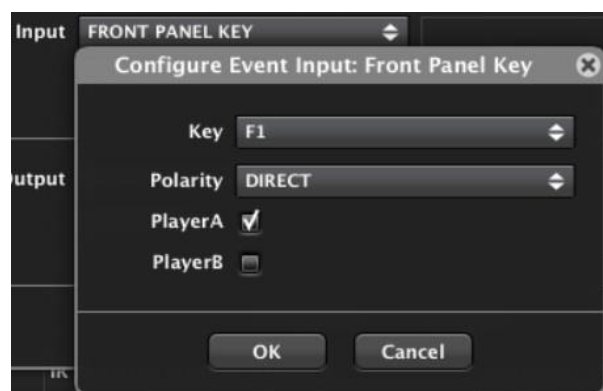 Input FRONT PANEL KEY
Configure Event Input: Front Panel Key
Key F1
utput Polarity DIRECT
PlayerA
PlayerB
OK Cancel